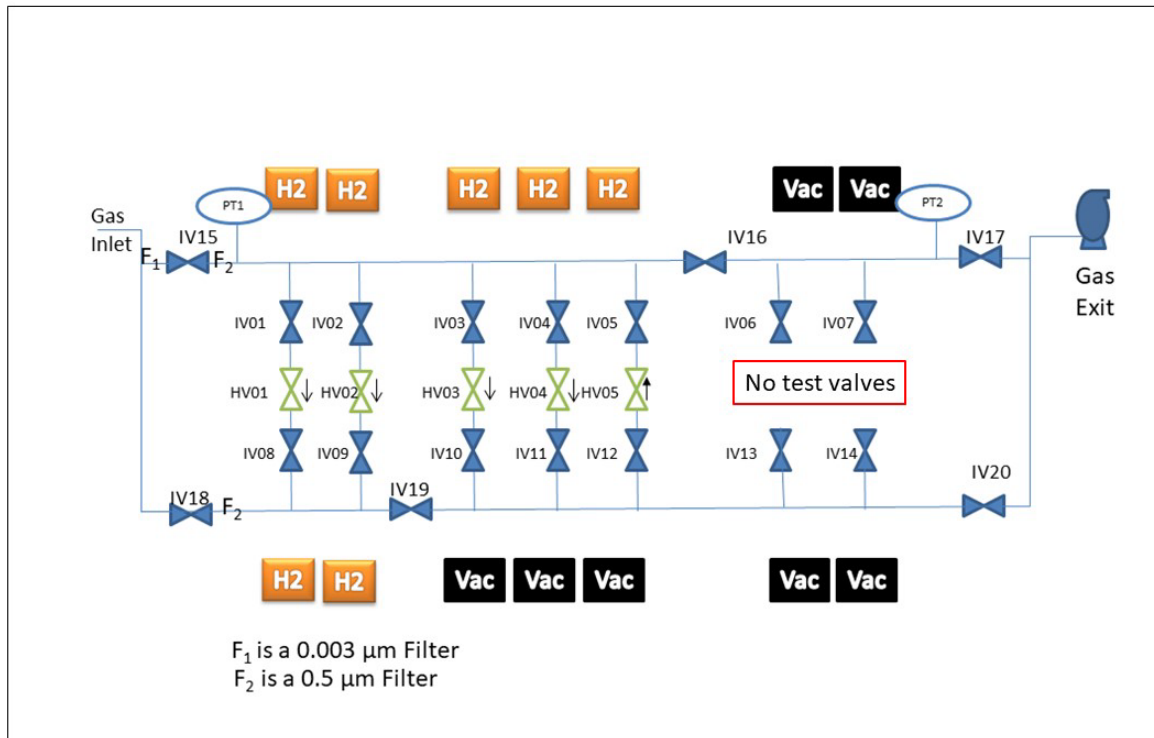 H2 H2 H2 H2 H2 Vac Vac
PT1 PT2
Gas
Inlet
IV15 IV16 IV17
F₁ F₂
Gas
Exit
IV01 IV02 IV03 IV04 IV05 IV06 IV07
No test valves
HV01 HV02 HV03 HV04 HV05
IV08 IV09 IV10 IV11 IV12 IV13 IV14
IV18 F₂ IV19 IV20
H2 H2 Vac Vac Vac Vac Vac
F₁ is a 0.003 µm Filter
F₂ is a 0.5 µm Filter